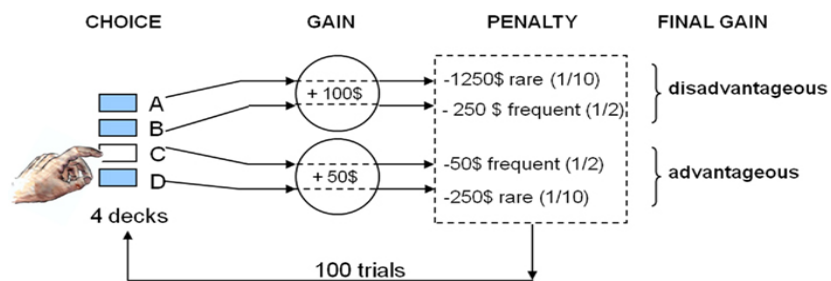 CHOICE GAIN PENALTY FINAL GAIN
A
B
C
D
4 decks
+ 100$
+ 50$
-1250$ rare (1/10)
- 250 $ frequent (1/2)
-50$ frequent (1/2)
-250$ rare (1/10)
disadvantageous
advantageous
100 trials